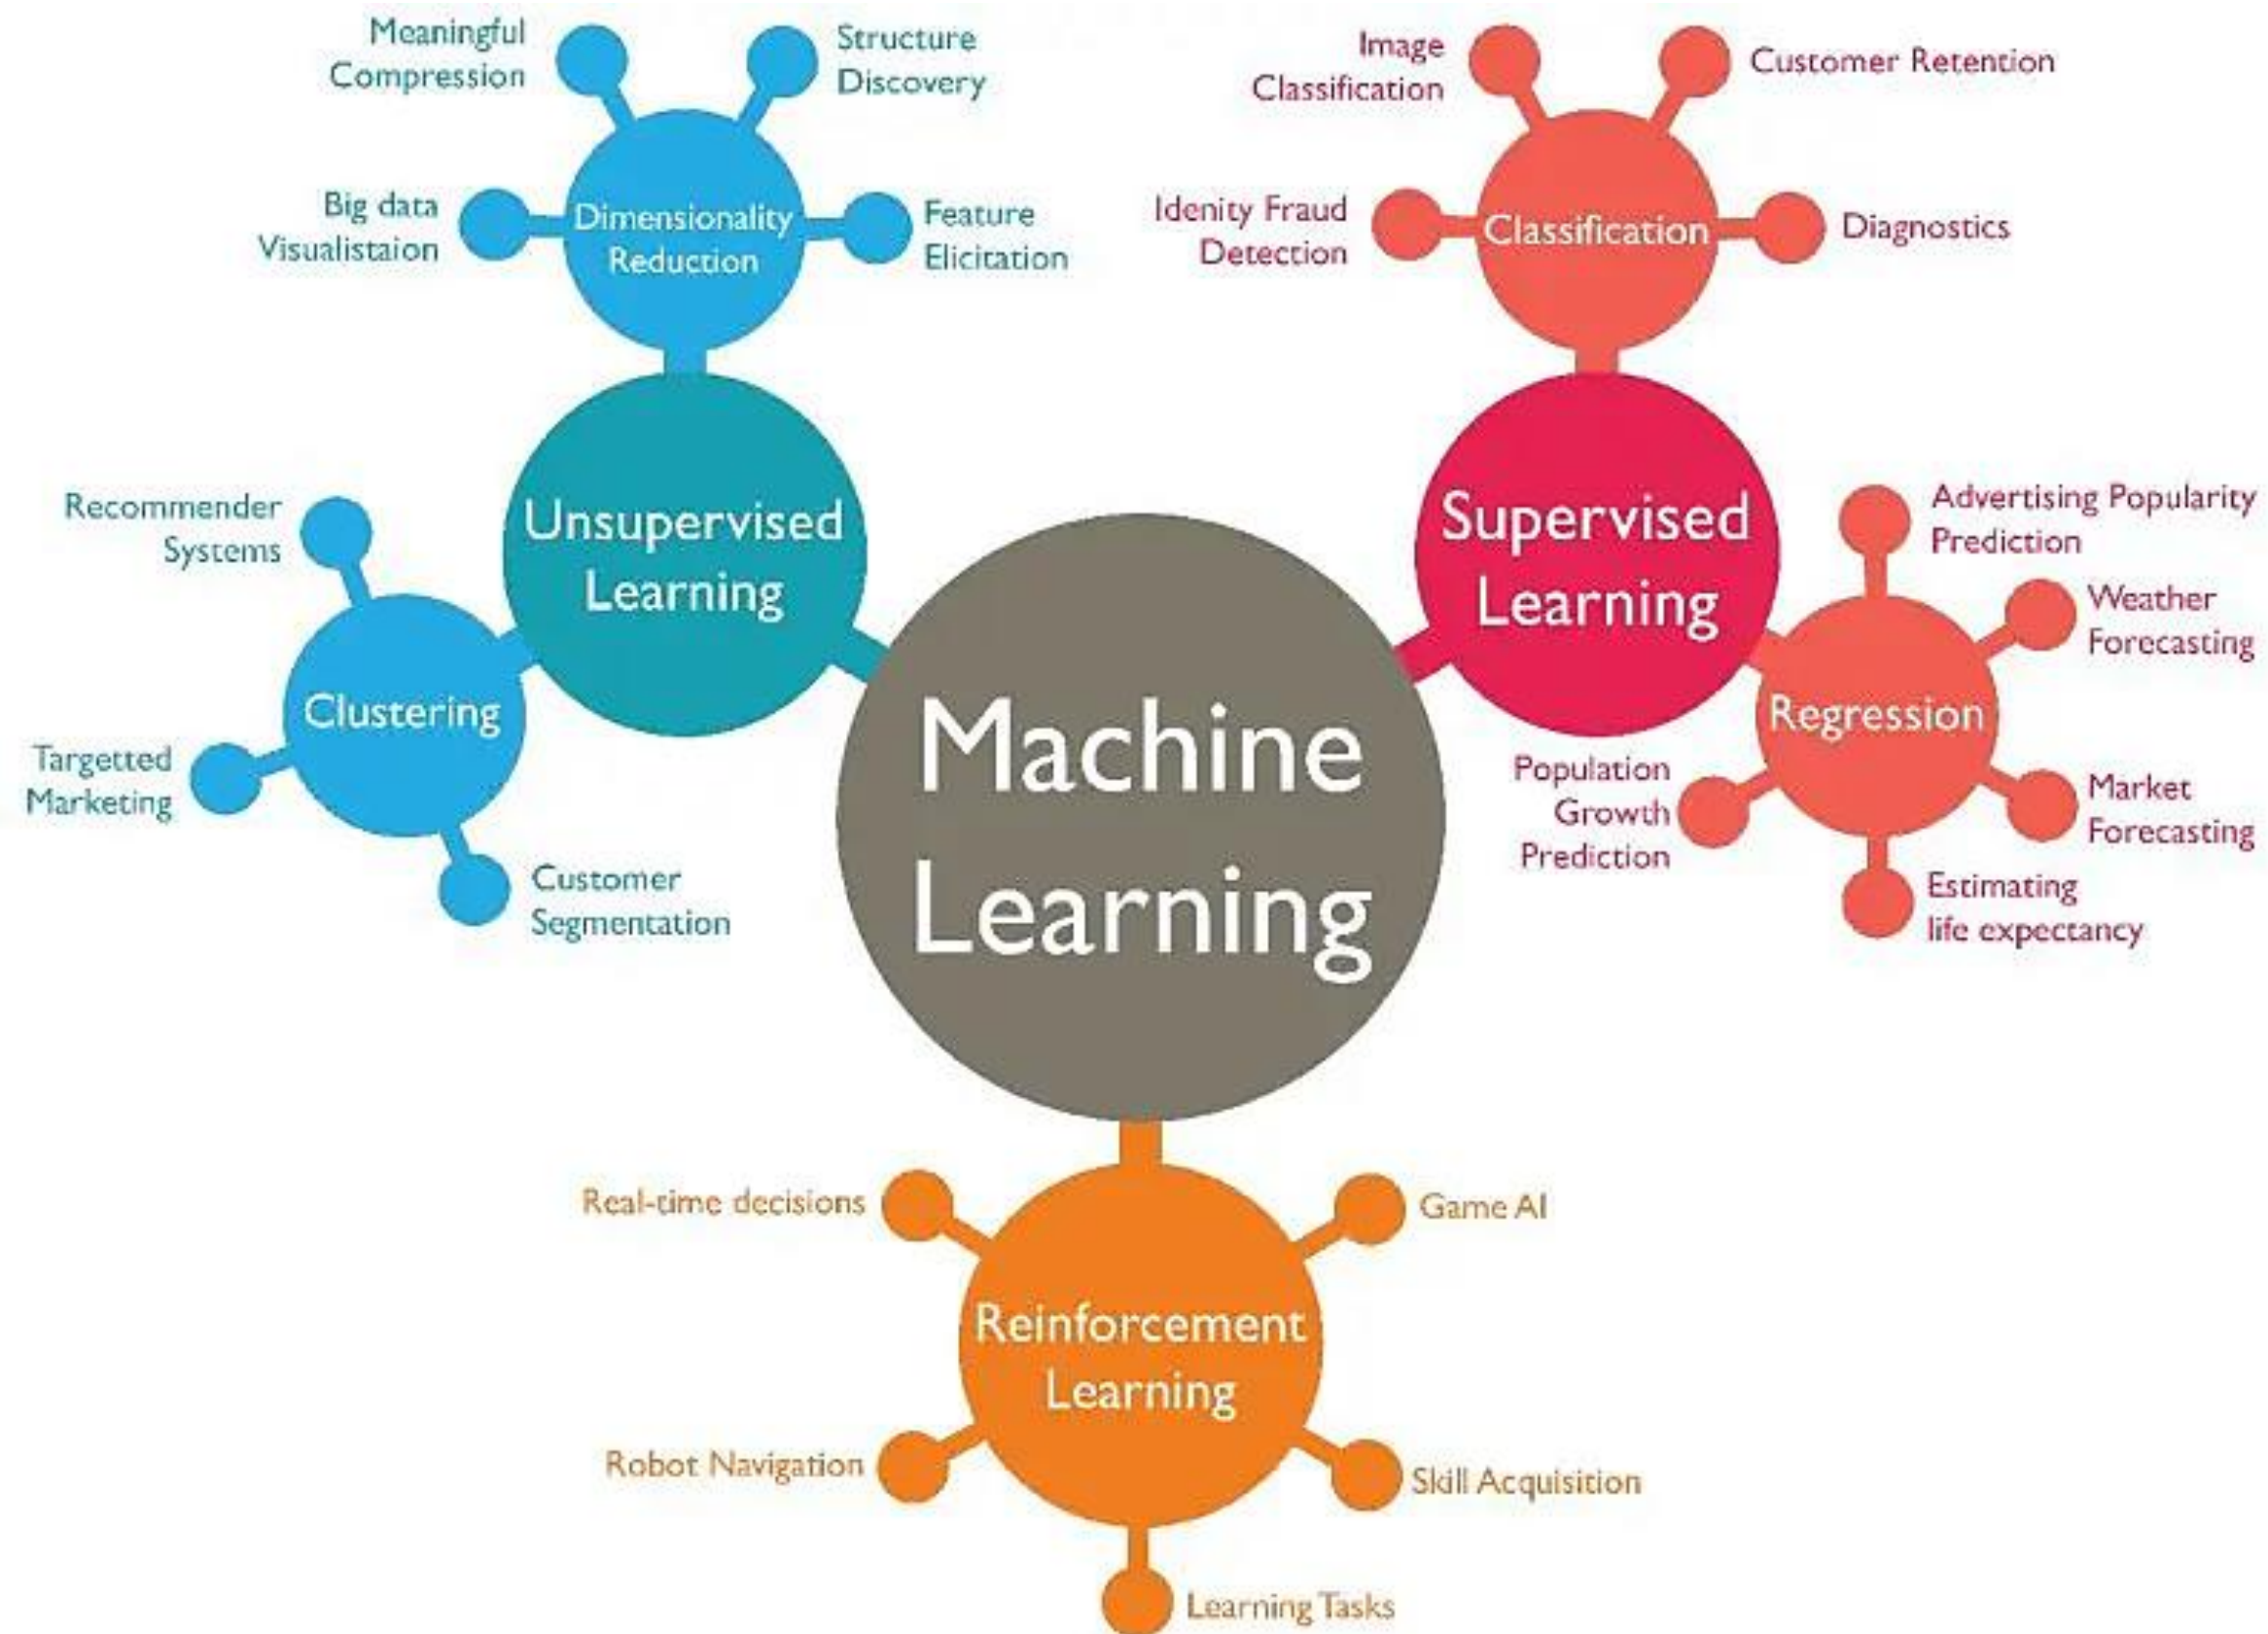 Meaningful
Compression
Structure
Discovery
Big data
Visualistaion
Dimensionality
Reduction
Feature
Elicitation
Image
Classification
Customer Retention
Idenity Fraud
Detection
Classification
Diagnostics
Recommender
Systems
Unsupervised
Learning
Clustering
Targetted
Marketing
Customer
Segmentation
Supervised
Learning
Advertising Popularity
Prediction
Weather
Forecasting
Regression
Population
Growth
Prediction
Market
Forecasting
Estimating
life expectancy
Machine
Learning
Real-time decisions
Game AI
Reinforcement
Learning
Robot Navigation
Skill Acquisition
Learning Tasks